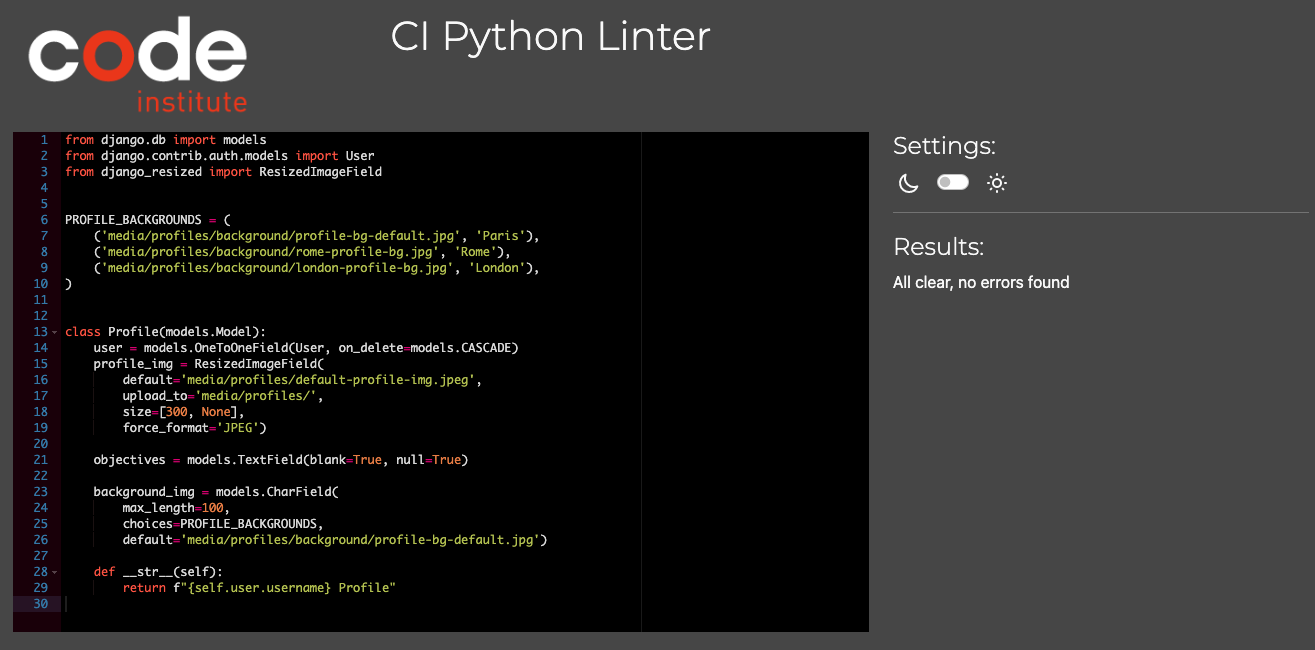 code
institute
CI Python Linter
1 from django.db import models
2 from django.contrib.auth.models import User
3 from django_resized import ResizedImageField
4
5
6 PROFILE_BACKGROUNDS = (
7     ('media/profiles/background/profile-bg-default.jpg', 'Paris'),
8     ('media/profiles/background/rome-profile-bg.jpg', 'Rome'),
9     ('media/profiles/background/london-profile-bg.jpg', 'London'),
10 )
11
12
13 class Profile(models.Model):
14     user = models.OneToOneField(User, on_delete=models.CASCADE)
15     profile_img = ResizedImageField(
16         default='media/profiles/default-profile-img.jpeg',
17         upload_to='media/profiles/',
18         size=[300, None],
19         force_format='JPEG')
20
21     objectives = models.TextField(blank=True, null=True)
22
23     background_img = models.CharField(
24         max_length=100,
25         choices=PROFILE_BACKGROUNDS,
26         default='media/profiles/background/profile-bg-default.jpg')
27
28     def __str__(self):
29         return f"{self.user.username} Profile"
30
Settings:
Results:
All clear, no errors found